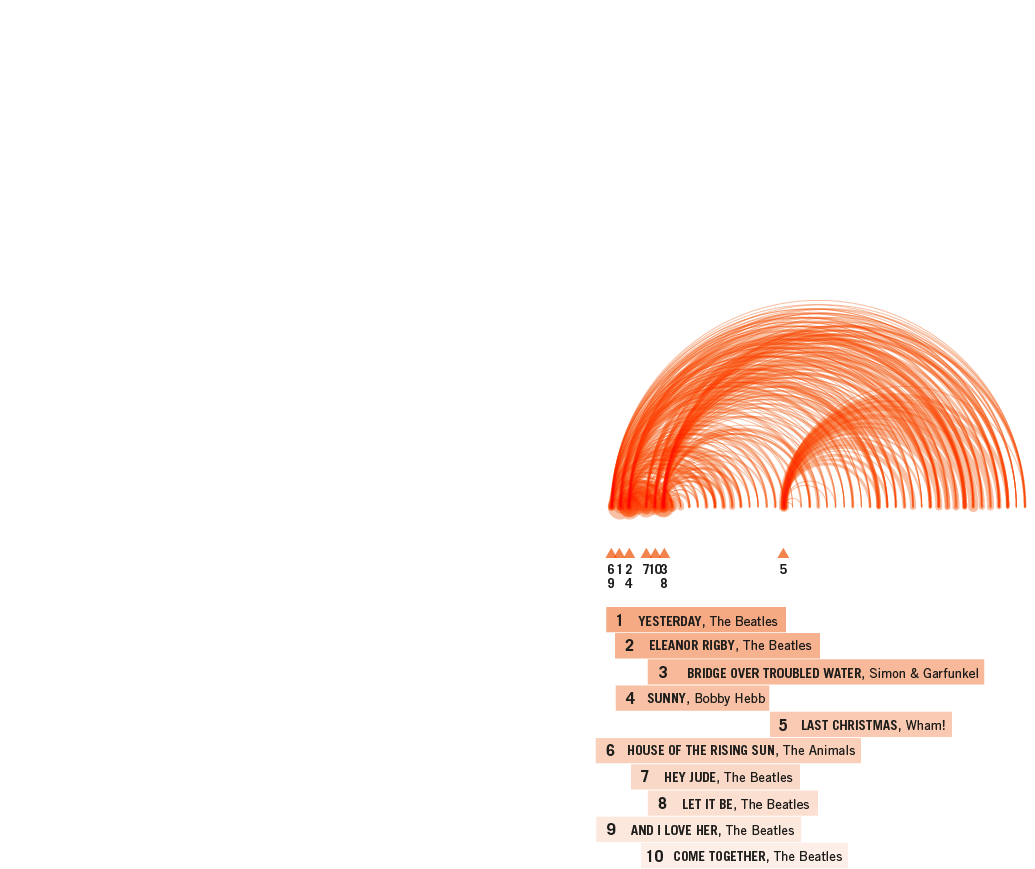 6 1 2 7 10 3 5
9 4 8
1 YESTERDAY, The Beatles
2 ELEANOR RIGBY, The Beatles
3 BRIDGE OVER TROUBLED WATER, Simon & Garfunkel
4 SUNNY, Bobby Hebb
5 LAST CHRISTMAS, Wham!
6 HOUSE OF THE RISING SUN, The Animals
7 HEY JUDE, The Beatles
8 LET IT BE, The Beatles
9 AND I LOVE HER, The Beatles
10 COME TOGETHER, The Beatles